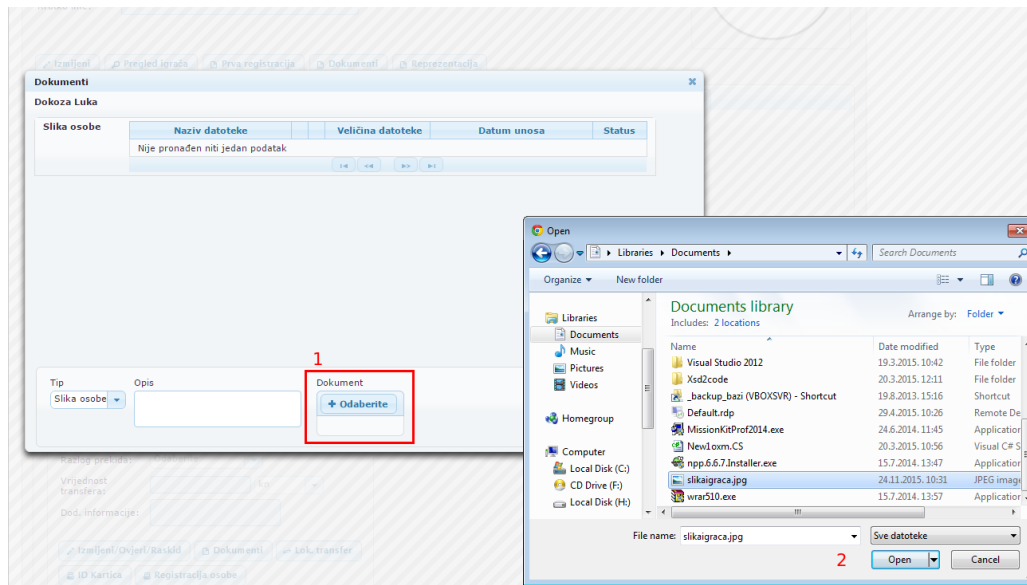 Izmijeni Pregled igrača Prva registracija Dokumenti Reprezentacija
Dokumenti
Dokoza Luka
Slika osobe
Naziv datoteke Veličina datoteke Datum unosa Status
Nije pronađen niti jedan podatak
1
Tip Opis Dokument
Slika osobe
+ Odaberite
Razlog prekida:
Vrijednost
transfera:
Dod. informacije:
Izmijeni/Ovjeri/Raskid Dokumenti Lok. transfer
ID Kartica Registracija osobe
Open
Libraries Documents
Search Documents
Organize New folder
Libraries
Documents
Music
Pictures
Videos
Homegroup
Computer
Local Disk (C:)
CD Drive (F:)
Local Disk (H:)
Documents library
Includes: 2 locations
Arrange by: Folder
Name Date modified Type
Visual Studio 2012 19.3.2015. 10:42 File folder
Xsd2code 20.3.2015. 12:11 File folder
_backup_bazi (VBOXSVR) - Shortcut 19.8.2013. 15:16 Shortcut
Default.rdp 29.4.2015. 10:26 Remote De
MissionKitProf2014.exe 24.6.2014. 11:45 Application
New1oxm.CS 20.3.2015. 10:56 Visual C# S
npp.6.6.7.Installer.exe 15.7.2014. 13:47 Application
slikaigraca.jpg 24.11.2015. 10:31 JPEG image
wrar510.exe 15.7.2014. 13:57 Application
File name: slikaigraca.jpg Sve datoteke
2
Open Cancel